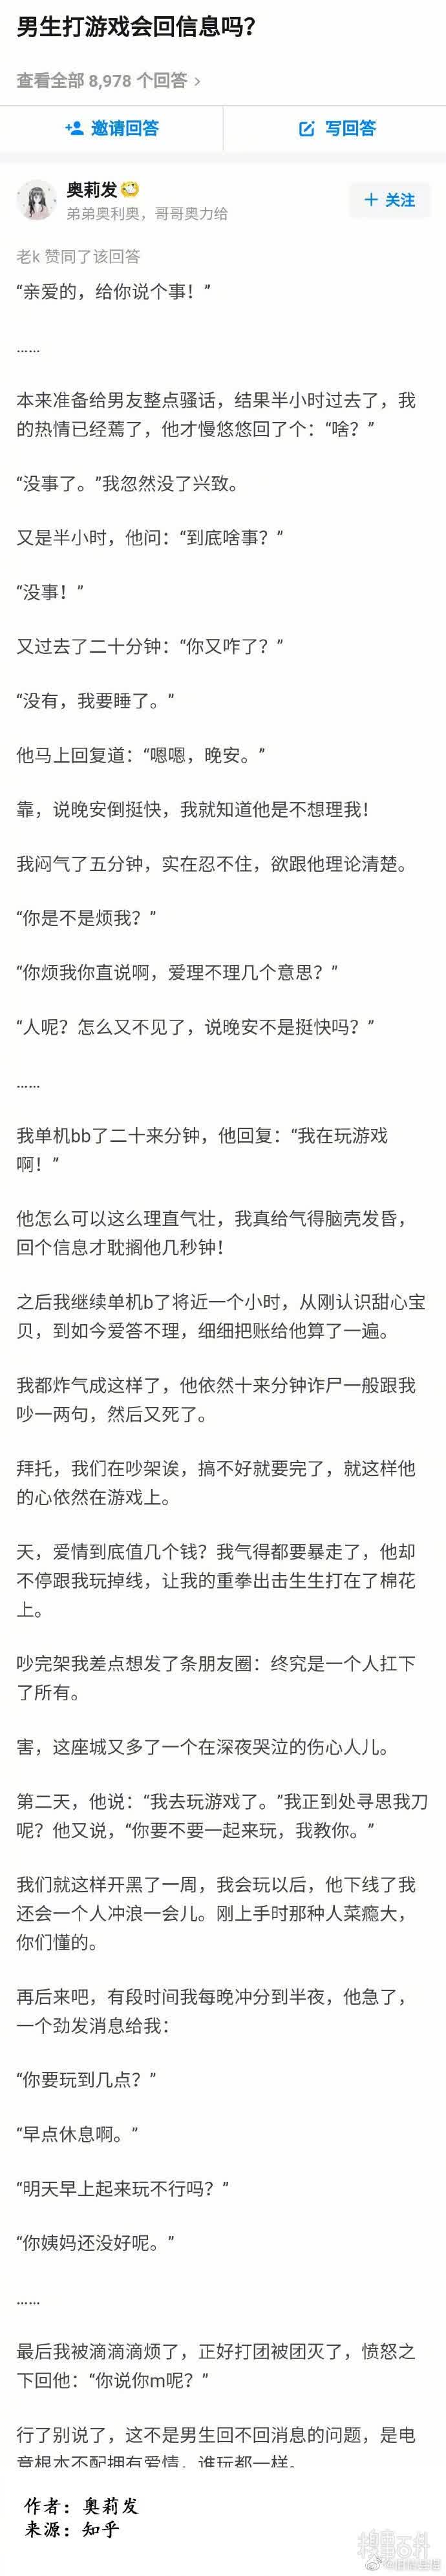 男生打游戏会回信息吗？
查看全部 8,978 个回答 >
邀请回答
写回答
奥莉发
弟弟奥利奥，哥哥奥力给
+ 关注
老k 赞同了该回答
“亲爱的，给你说个事！”
……
本来准备给男友整点骚话，结果半小时过去了，我
的热情已经蔫了，他才慢悠悠回了个：“啥？”
“没事了。”我忽然没了兴致。
又是半小时，他问：“到底啥事？”
“没事！”
又过去了二十分钟：“你又咋了？”
“没有，我要睡了。”
他马上回复道：“嗯嗯，晚安。”
靠，说晚安倒挺快，我就知道他是不想理我！
我闷气了五分钟，实在忍不住，欲跟他理论清楚。
“你是不是烦我？”
“你烦我你直说啊，爱理不理几个意思？”
“人呢？怎么又不见了，说晚安不是挺快吗？”
……
我单机bb了二十来分钟，他回复：“我在玩游戏
啊！”
他怎么可以这么理直气壮，我真给气得脑壳发昏，
回个信息才耽搁他几秒钟！
之后我继续单机b了将近一个小时，从刚认识甜心宝
贝，到如今爱答不理，细细把账给他算了一遍。
我都炸气成这样了，他依然十来分钟诈尸一般跟我
吵一两句，然后又死了。
拜托，我们在吵架诶，搞不好就要完了，就这样他
的心依然在游戏上。
天，爱情到底值几个钱？我气得都要暴走了，他却
不停跟我玩掉线，让我的重拳出击生生打在了棉花
上。
吵完架我差点想发了条朋友圈：终究是一个人扛下
了所有。
害，这座城又多了一个在深夜哭泣的伤心人儿。
第二天，他说：“我去玩游戏了。”我正到处寻思我刀
呢？他又说，“你要不要一起来玩，我教你。”
我们就这样开黑了一周，我会玩以后，他下线了我
还会一个人冲浪一会儿。刚上手时那种人菜瘾大，
你们懂的。
再后来吧，有段时间我每晚冲分到半夜，他急了，
一个劲发消息给我：
“你要玩到几点？”
“早点休息啊。”
“明天早上起来玩不行吗？”
“你姨妈还没好呢。”
……
最后我被滴滴滴烦了，正好打团被团灭了，愤怒之
下回他：“你说你m呢？”
行了别说了，这不是男生回不回消息的问题，是电
竞根本不配拥有爱情，谁玩都一样。
作者：奥莉发
来源：知乎